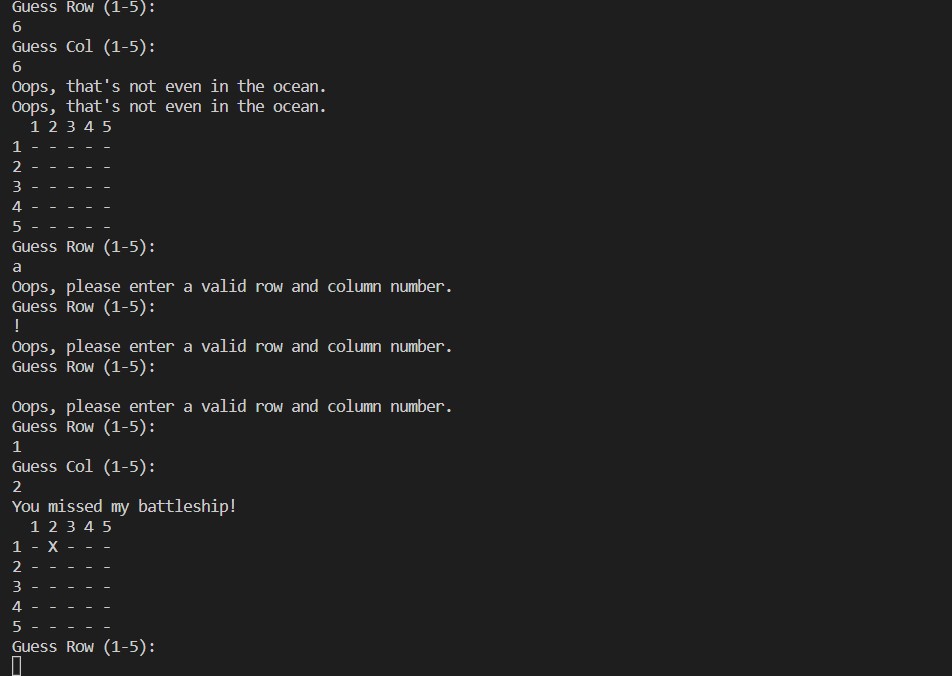 Guess Row (1-5):
6
Guess Col (1-5):
6
Oops, that's not even in the ocean.
Oops, that's not even in the ocean.
  1 2 3 4 5
1 - - - - -
2 - - - - -
3 - - - - -
4 - - - - -
5 - - - - -
Guess Row (1-5):
a
Oops, please enter a valid row and column number.
Guess Row (1-5):
!
Oops, please enter a valid row and column number.
Guess Row (1-5):

Oops, please enter a valid row and column number.
Guess Row (1-5):
1
Guess Col (1-5):
2
You missed my battleship!
  1 2 3 4 5
1 - X - - -
2 - - - - -
3 - - - - -
4 - - - - -
5 - - - - -
Guess Row (1-5):